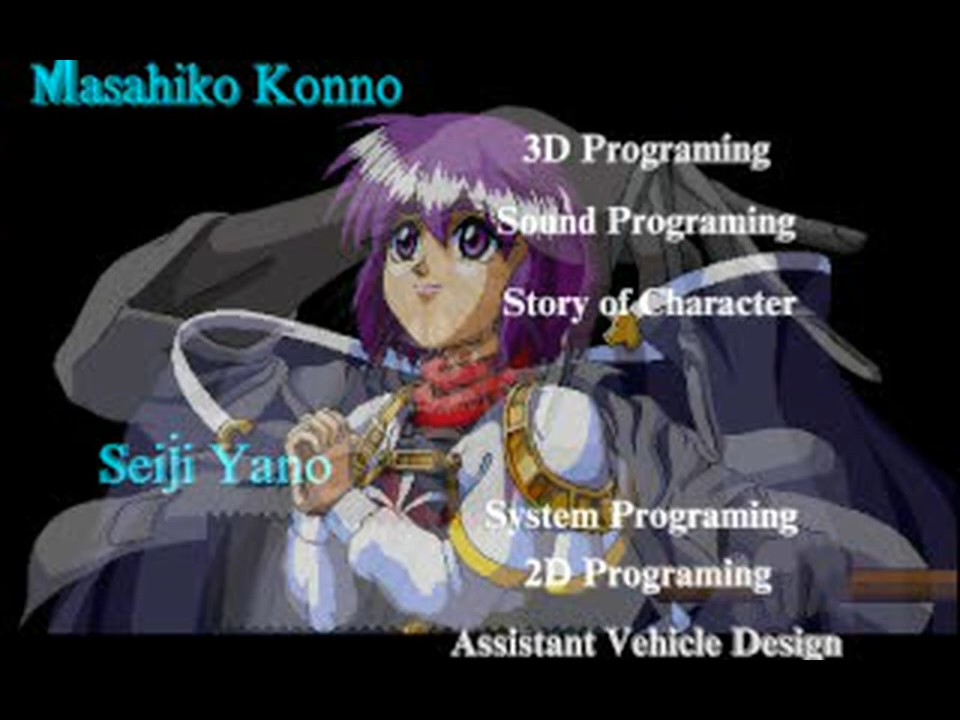 Masahiko Konno
3D Programing
Sound Programing
Story of Character
Seiji Yano
System Programing
2D Programing
Assistant Vehicle Design